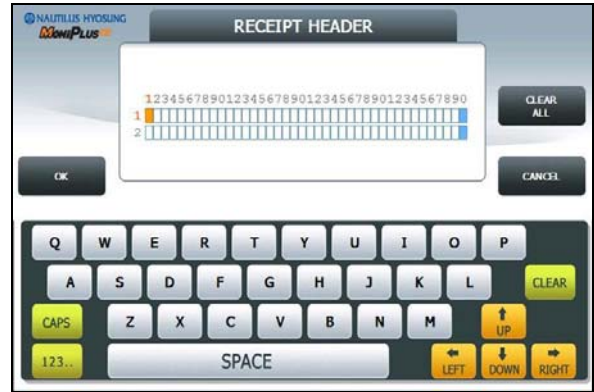 NAUTILUS HYOSUNG
MoniPlus
RECEIPT HEADER
1234567890123456789012345678901234567890
1
2
CLEAR ALL
OK
CANCEL
Q W E R T Y U I O P
A S D F G H J K L CLEAR
CAPS Z X C V B N M UP
123.. SPACE LEFT DOWN RIGHT